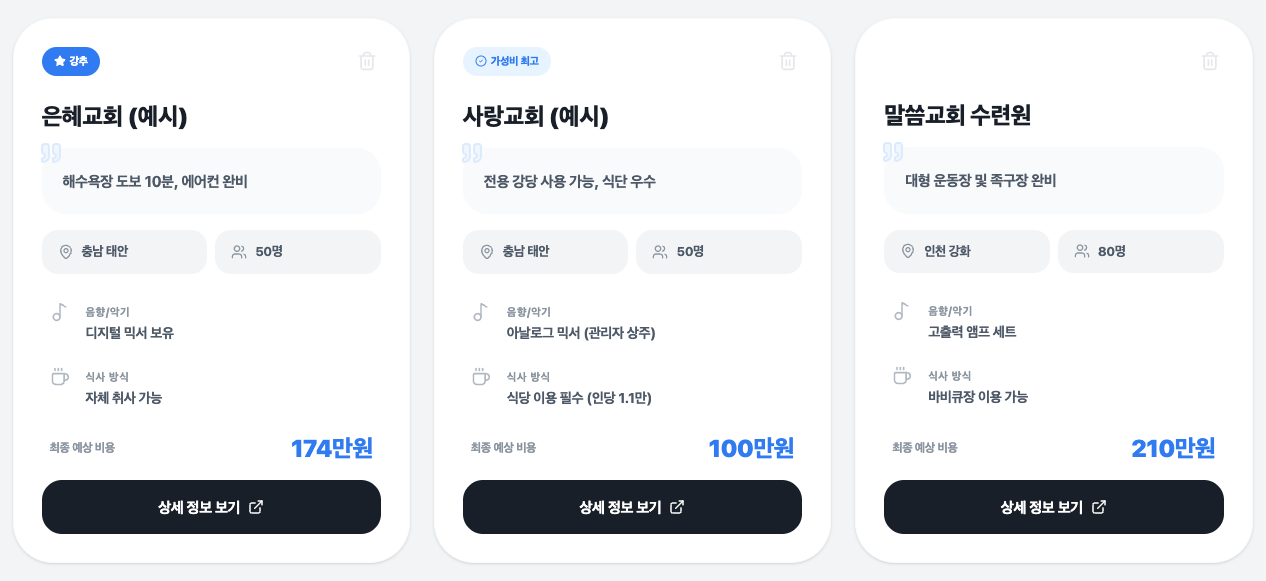 강추
은혜교회 (예시)
해수욕장 도보 10분, 에어컨 완비
충남 태안
50명
음향/악기
디지털 믹서 보유
식사 방식
자체 취사 가능
최종 예상 비용
174만원
상세 정보 보기
가성비 최고
사랑교회 (예시)
전용 강당 사용 가능, 식단 우수
충남 태안
50명
음향/악기
아날로그 믹서 (관리자 상주)
식사 방식
식당 이용 필수 (인당 1.1만)
최종 예상 비용
100만원
상세 정보 보기
말씀교회 수련원
대형 운동장 및 족구장 완비
인천 강화
80명
음향/악기
고출력 앰프 세트
식사 방식
바비큐장 이용 가능
최종 예상 비용
210만원
상세 정보 보기